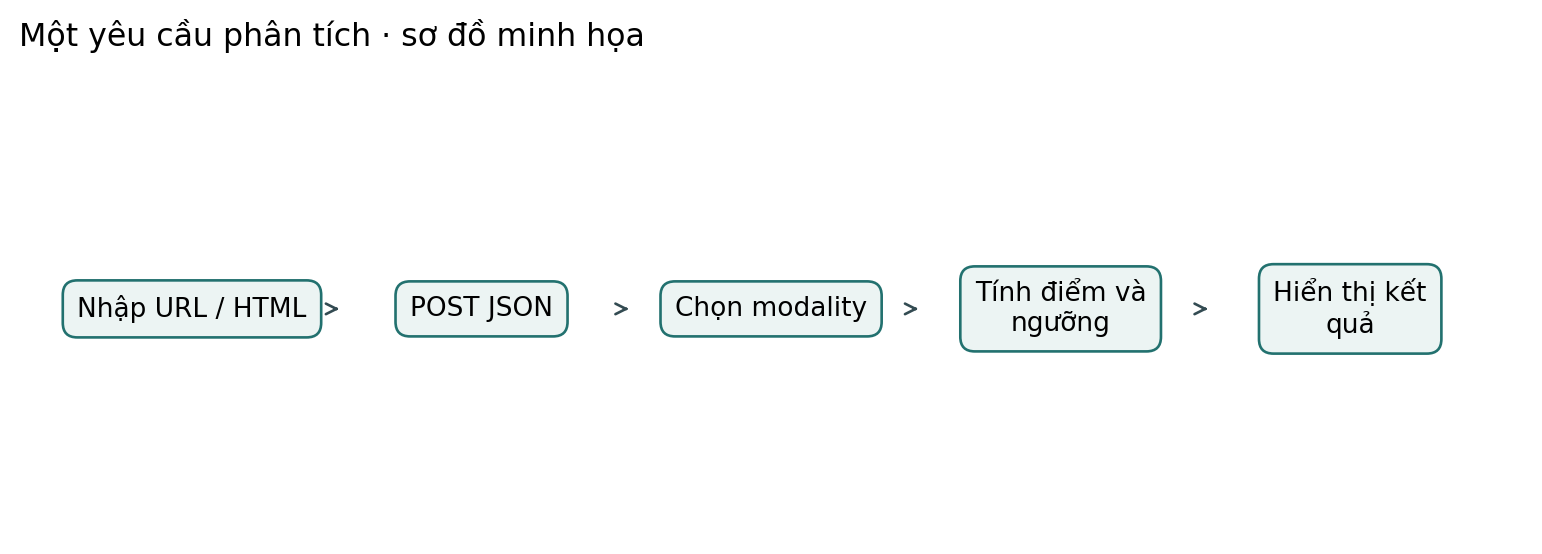 Một yêu cầu phân tích · sơ đồ minh họa
Nhập URL / HTML
POST JSON
Chọn modality
Tính điểm và
ngưỡng
Hiển thị kết
quả